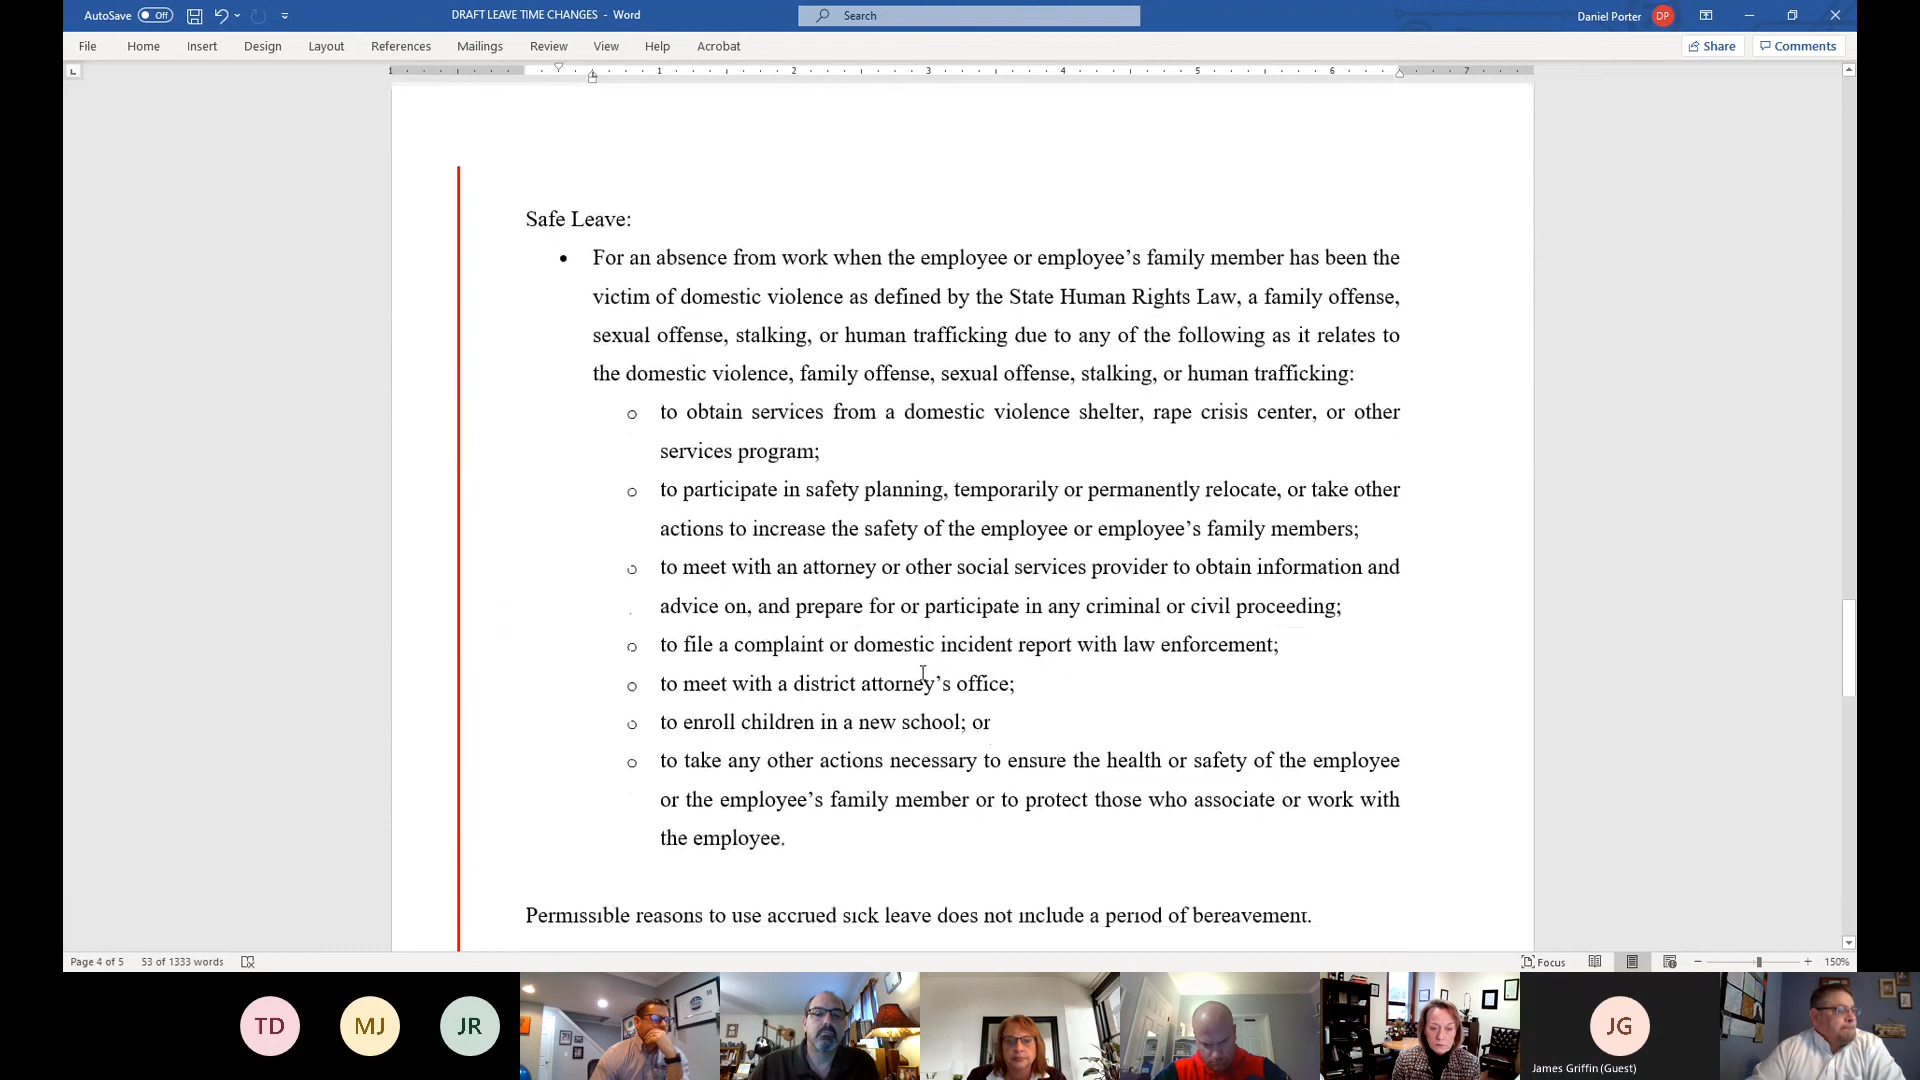 AutoSave Off
DRAFT LEAVE TIME CHANGES - Word
Search
Daniel Porter DP
File Home Insert Design Layout References Mailings Review View Help Acrobat
Share Comments
1 1 2 3 4 5 6 7
Safe Leave:
• For an absence from work when the employee or employee’s family member has been the
victim of domestic violence as defined by the State Human Rights Law, a family offense,
sexual offense, stalking, or human trafficking due to any of the following as it relates to
the domestic violence, family offense, sexual offense, stalking, or human trafficking:
o to obtain services from a domestic violence shelter, rape crisis center, or other
services program;
o to participate in safety planning, temporarily or permanently relocate, or take other
actions to increase the safety of the employee or employee’s family members;
o to meet with an attorney or other social services provider to obtain information and
advice on, and prepare for or participate in any criminal or civil proceeding;
o to file a complaint or domestic incident report with law enforcement;
o to meet with a district attorney’s office;
o to enroll children in a new school; or
o to take any other actions necessary to ensure the health or safety of the employee
or the employee’s family member or to protect those who associate or work with
the employee.
Permissible reasons to use accrued sick leave does not include a period of bereavement.
Page 4 of 5 53 of 1333 words
Focus
150%
TD MJ JR
JG
James Griffin (Guest)